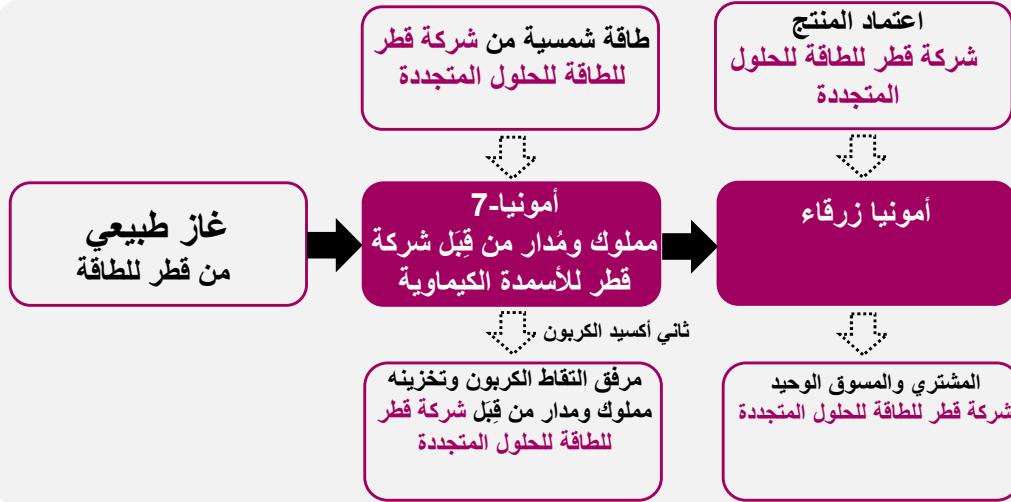 اعتماد المنتج
شركة قطر للطاقة للحلول
المتجددة
طاقة شمسية من شركة قطر
للطاقة للحلول المتجددة
أمونيا زرقاء
أمونيا-7
مملوك ومُدار من قِبَل شركة
قطر للأسمدة الكيماوية
غاز طبيعي
من قطر للطاقة
ثاني أكسيد الكربون
المشتري والمسوق الوحيد
شركة قطر للطاقة للحلول المتجددة
مرفق التقاط الكربون وتخزينه
مملوك ومدار من قِبَل شركة قطر
للطاقة للحلول المتجددة